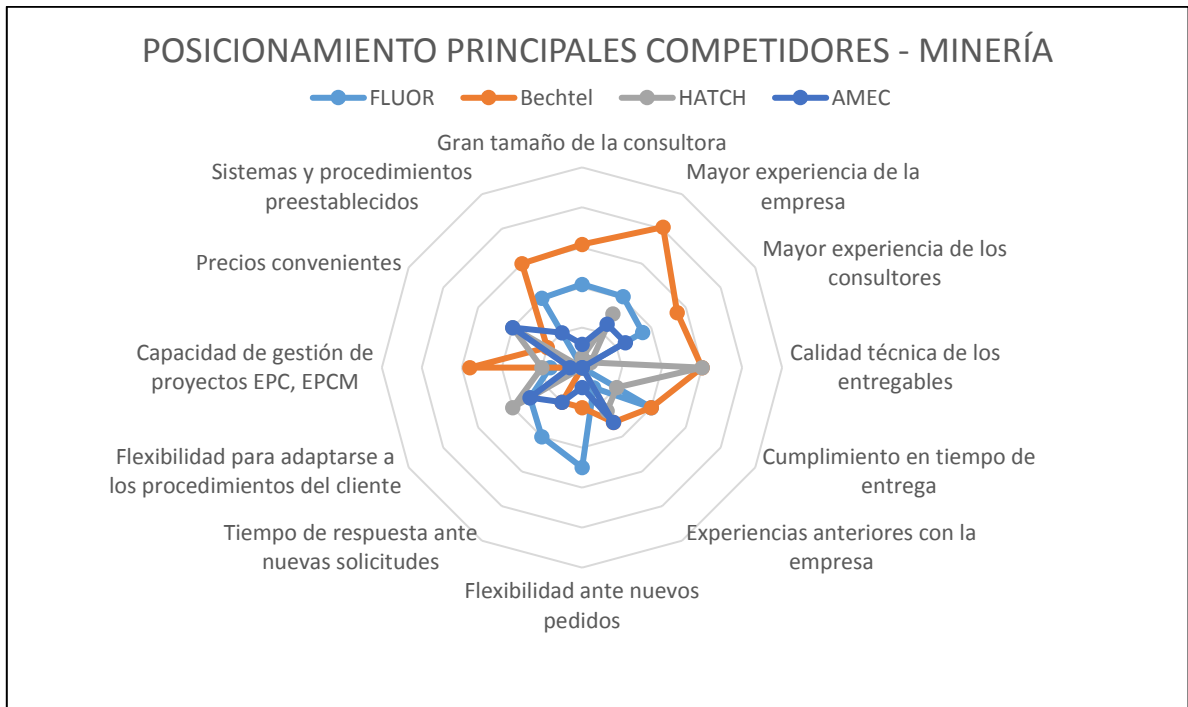 POSICIONAMIENTO PRINCIPALES COMPETIDORES - MINERÍA
FLUOR
Bechtel
HATCH
AMEC
Gran tamaño de la consultora
Mayor experiencia de la
empresa
Mayor experiencia de los
consultores
Calidad técnica de los
entregables
Cumplimiento en tiempo de
entrega
Experiencias anteriores con la
empresa
Flexibilidad ante nuevos
pedidos
Tiempo de respuesta ante
nuevas solicitudes
Flexibilidad para adaptarse a
los procedimientos del cliente
Capacidad de gestión de
proyectos EPC, EPCM
Precios convenientes
Sistemas y procedimientos
preestablecidos